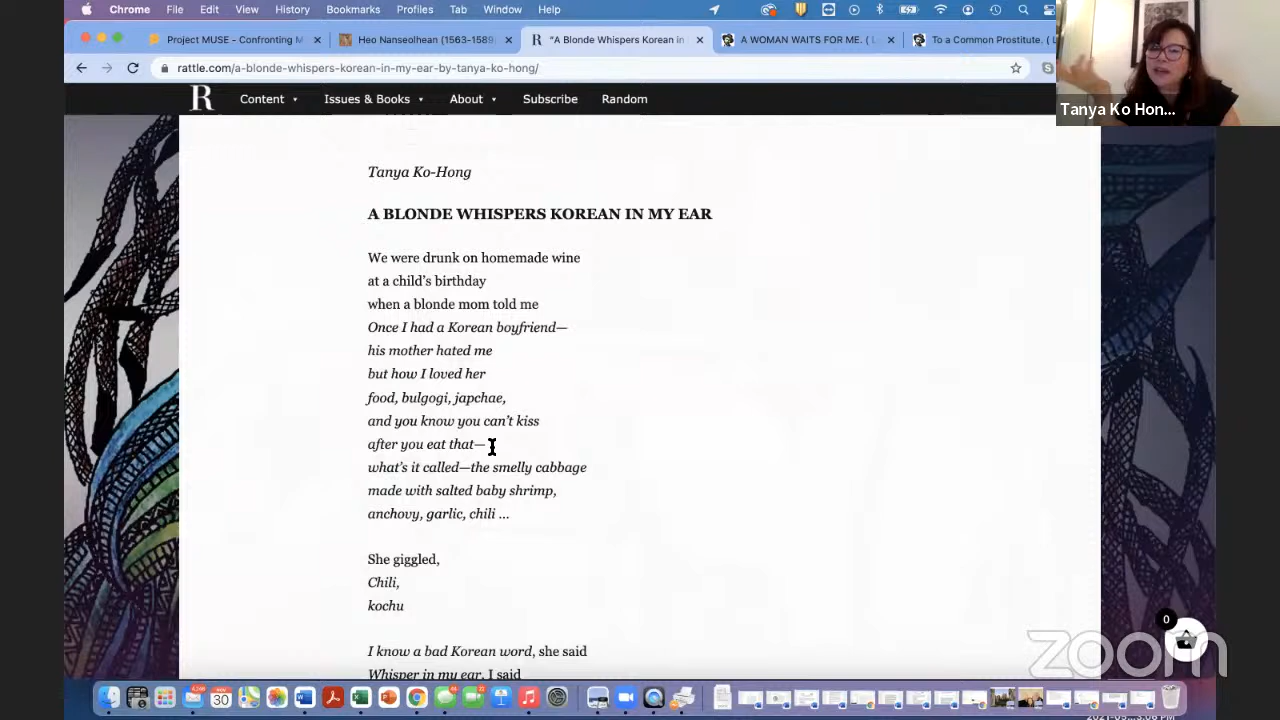 Chrome File Edit View History Bookmarks Profiles Tab Window Help
Project MUSE - Confronting M
Heo Nanseolhean (1563-1589
"A Blonde Whispers Korean in
A WOMAN WAITS FOR ME. ( L
To a Common Prostitute. ( L
rattle.com/a-blonde-whispers-korean-in-my-ear-by-tanya-ko-hong/
Tanya Ko Hon...
R Content Issues & Books About Subscribe Random
Tanya Ko-Hong
A BLONDE WHISPERS KOREAN IN MY EAR
We were drunk on homemade wine
at a child's birthday
when a blonde mom told me
Once I had a Korean boyfriend—
his mother hated me
but how I loved her
food, bulgogi, japchae,
and you know you can't kiss
after you eat that—
what's it called—the smelly cabbage
made with salted baby shrimp,
anchovy, garlic, chili ...
She giggled,
Chili,
kochu
I know a bad Korean word, she said
Whisper in my ear, I said
0
zoom
30